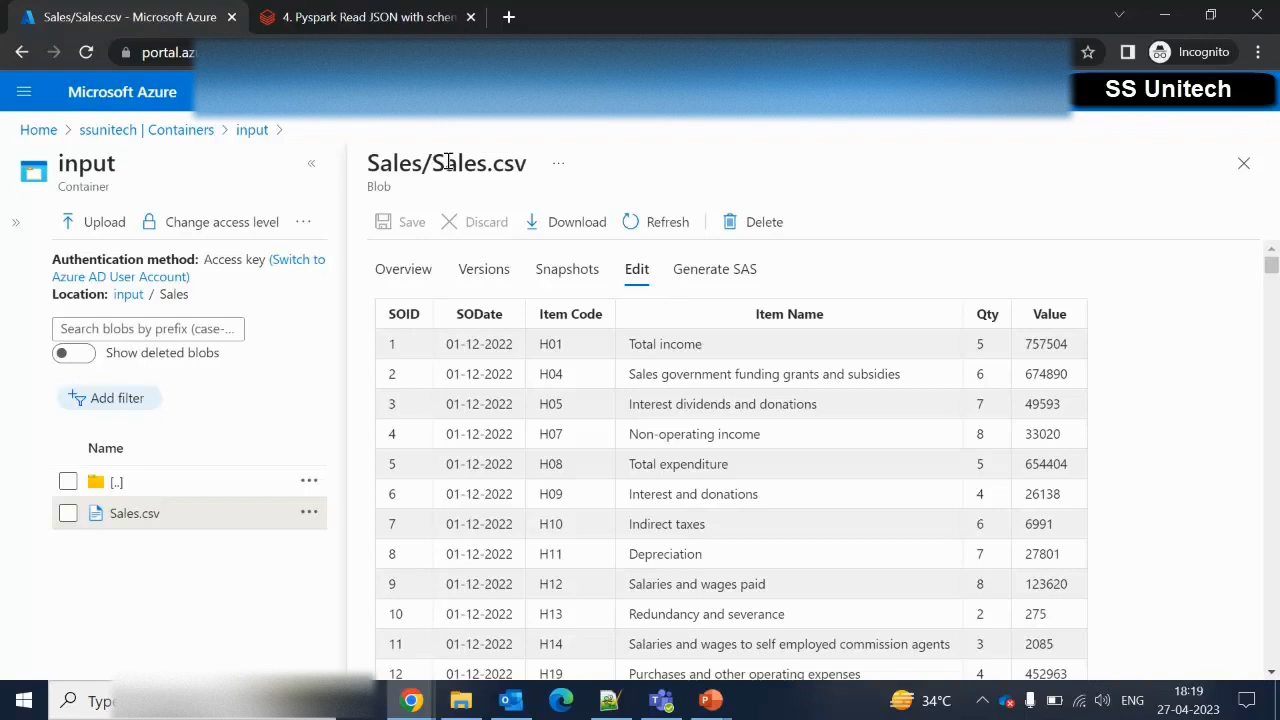 Sales/Sales.csv - Microsoft Azure
4. Pyspark Read JSON with schen
portal.az
Incognito
Microsoft Azure
SS Unitech
Home > ssunitech | Containers > input >
input
Container
«
Sales/Sales.csv
...
Blob
»
Upload
Change access level
...
Save
Discard
Download
Refresh
Delete
Authentication method: Access key (Switch to
Azure AD User Account)
Location: input / Sales
Search blobs by prefix (case-...
Show deleted blobs
Add filter
Name
[..]
Sales.csv
Overview Versions Snapshots Edit Generate SAS
SOID SODate Item Code Item Name Qty Value
1 01-12-2022 H01 Total income 5 757504
2 01-12-2022 H04 Sales government funding grants and subsidies 6 674890
3 01-12-2022 H05 Interest dividends and donations 7 49593
4 01-12-2022 H07 Non-operating income 8 33020
5 01-12-2022 H08 Total expenditure 5 654404
6 01-12-2022 H09 Interest and donations 4 26138
7 01-12-2022 H10 Indirect taxes 6 6991
8 01-12-2022 H11 Depreciation 7 27801
9 01-12-2022 H12 Salaries and wages paid 8 123620
10 01-12-2022 H13 Redundancy and severance 2 275
11 01-12-2022 H14 Salaries and wages to self employed commission agents 3 2085
12 01-12-2022 H19 Purchases and other operating expenses 4 452963
Type
34°C
ENG
18:19
27-04-2023